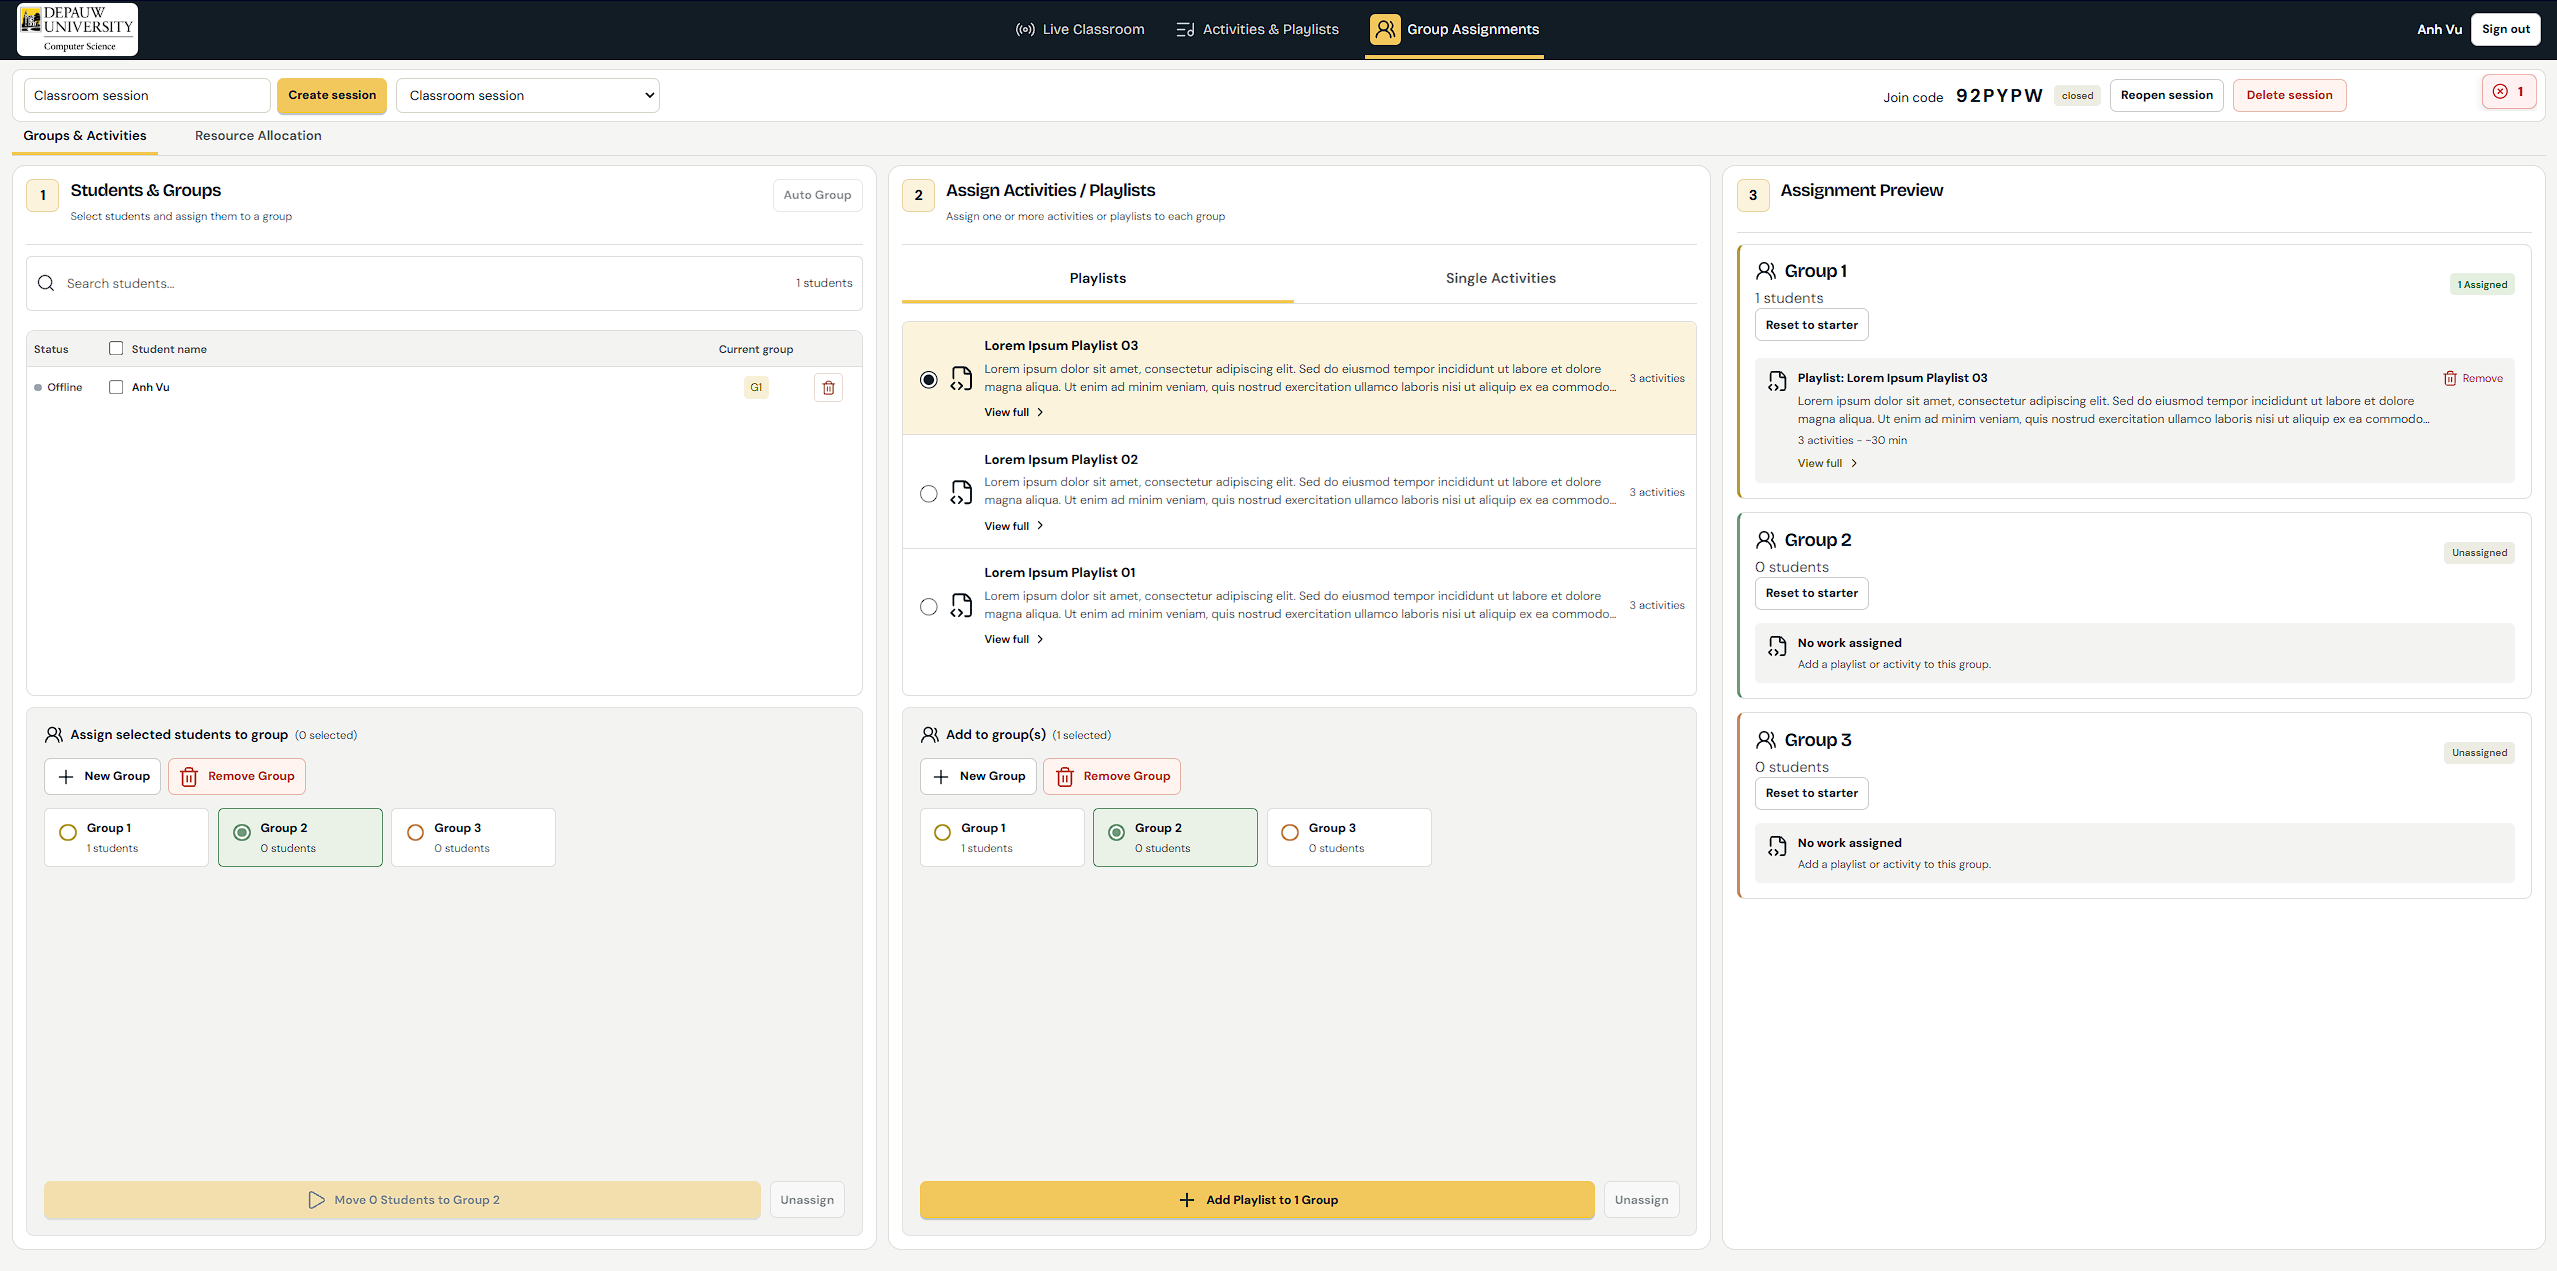 DEPAUW
UNIVERSITY
Computer Science
Live Classroom
Activities & Playlists
Group Assignments
Anh Vu
Sign out
Classroom session
Create session
Classroom session
Join code 92PYPW
closed
Reopen session
Delete session
1
Groups & Activities
Resource Allocation
1
Students & Groups
Select students and assign them to a group
Auto Group
Search students...
1 students
Status
Student name
Current group
Offline
Anh Vu
G1
Assign selected students to group (0 selected)
New Group
Remove Group
Group 1
1 students
Group 2
0 students
Group 3
0 students
Move 0 Students to Group 2
Unassign
2
Assign Activities / Playlists
Assign one or more activities or playlists to each group
Playlists
Single Activities
Lorem Ipsum Playlist 03
Lorem ipsum dolor sit amet, consectetur adipiscing elit. Sed do eiusmod tempor incididunt ut labore et dolore
magna aliqua. Ut enim ad minim veniam, quis nostrud exercitation ullamco laboris nisi ut aliquip ex ea commodo...
3 activities
View full
Lorem Ipsum Playlist 02
Lorem ipsum dolor sit amet, consectetur adipiscing elit. Sed do eiusmod tempor incididunt ut labore et dolore
magna aliqua. Ut enim ad minim veniam, quis nostrud exercitation ullamco laboris nisi ut aliquip ex ea commodo...
3 activities
View full
Lorem Ipsum Playlist 01
Lorem ipsum dolor sit amet, consectetur adipiscing elit. Sed do eiusmod tempor incididunt ut labore et dolore
magna aliqua. Ut enim ad minim veniam, quis nostrud exercitation ullamco laboris nisi ut aliquip ex ea commodo...
3 activities
View full
Add to group(s) (1 selected)
New Group
Remove Group
Group 1
1 students
Group 2
0 students
Group 3
0 students
Add Playlist to 1 Group
Unassign
3
Assignment Preview
Group 1
1 students
1 Assigned
Reset to starter
Playlist: Lorem Ipsum Playlist 03
Remove
Lorem ipsum dolor sit amet, consectetur adipiscing elit. Sed do eiusmod tempor incididunt ut labore et dolore
magna aliqua. Ut enim ad minim veniam, quis nostrud exercitation ullamco laboris nisi ut aliquip ex ea commodo...
3 activities - ~30 min
View full
Group 2
0 students
Unassigned
Reset to starter
No work assigned
Add a playlist or activity to this group.
Group 3
0 students
Unassigned
Reset to starter
No work assigned
Add a playlist or activity to this group.